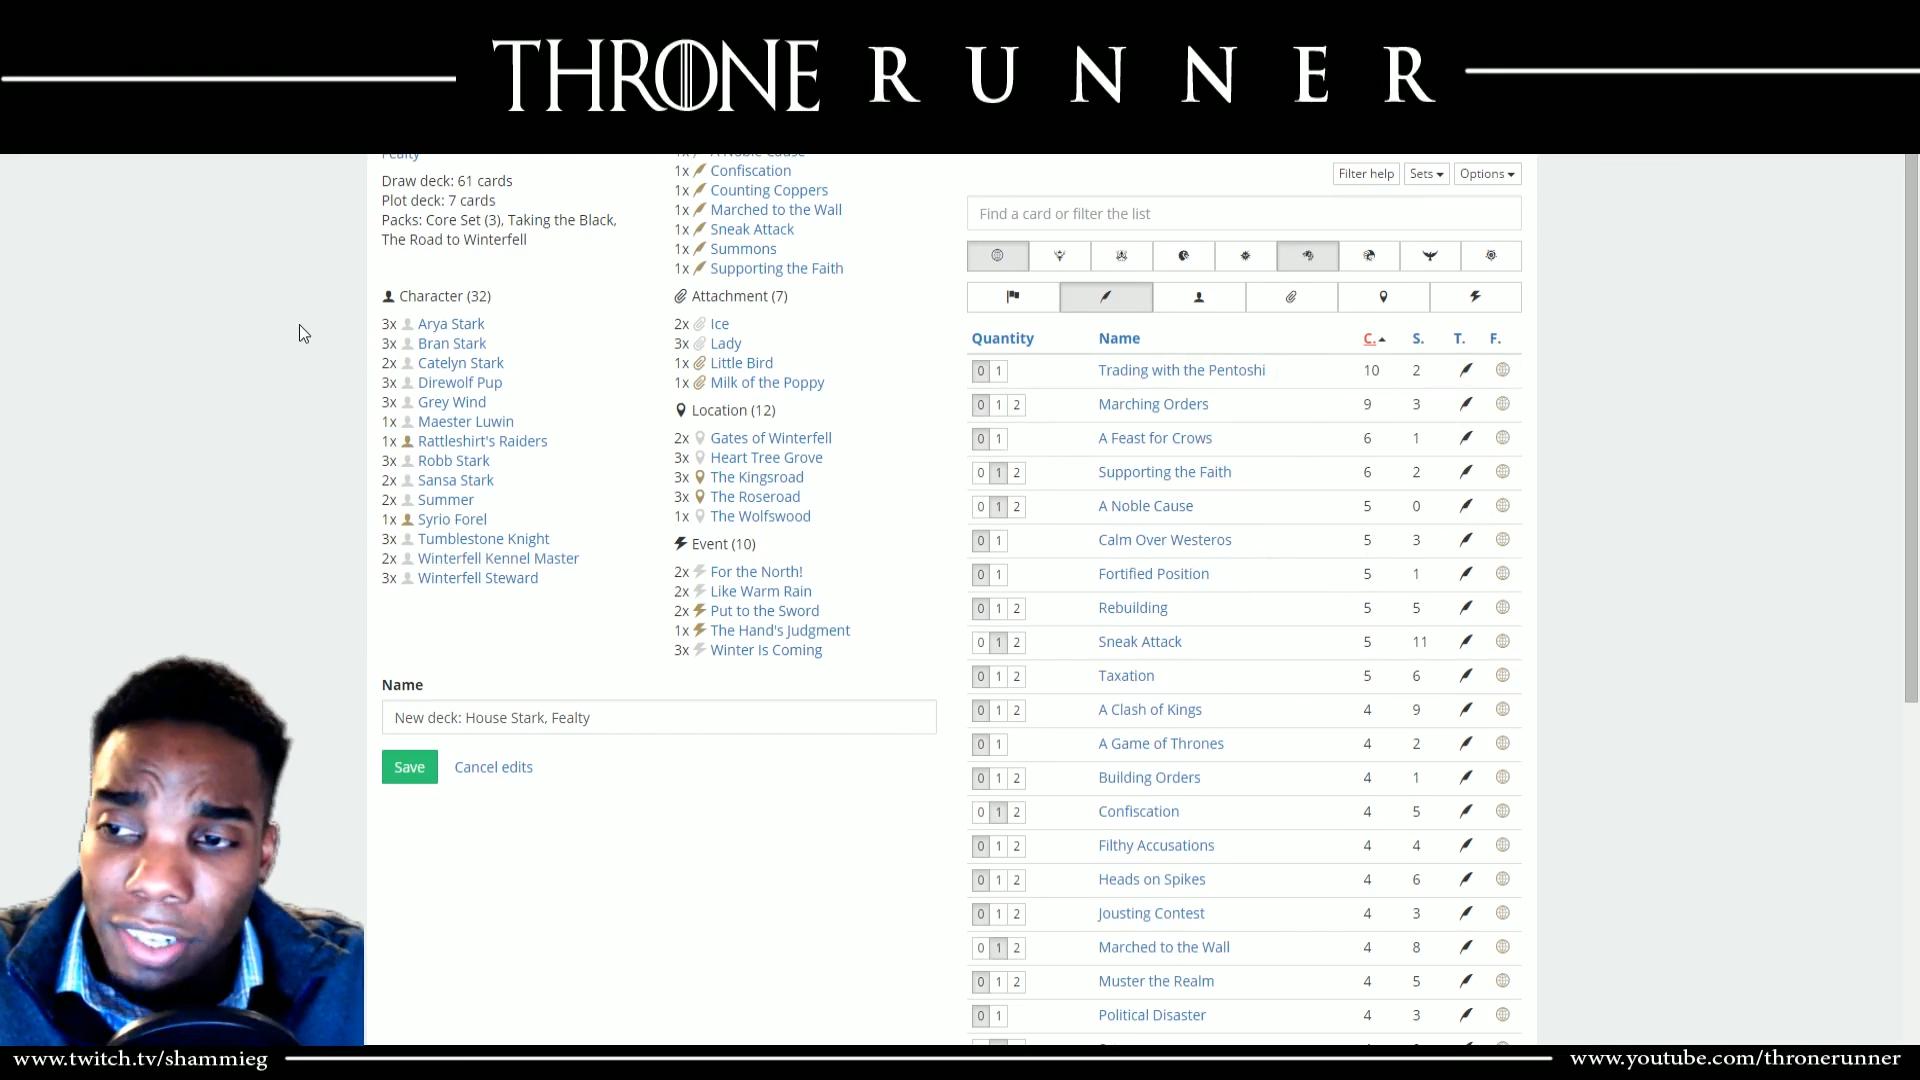 THRONE RUNNER
Fealty
Draw deck: 61 cards
Plot deck: 7 cards
Packs: Core Set (3), Taking the Black,
The Road to Winterfell
Character (32)
3x Arya Stark
3x Bran Stark
2x Catelyn Stark
3x Direwolf Pup
3x Grey Wind
1x Maester Luwin
1x Rattleshirt's Raiders
3x Robb Stark
2x Sansa Stark
2x Summer
1x Syrio Forel
3x Tumblestone Knight
2x Winterfell Kennel Master
3x Winterfell Steward
1x A Noble Cause
1x Confiscation
1x Counting Coppers
1x Marched to the Wall
1x Sneak Attack
1x Summons
1x Supporting the Faith
Attachment (7)
2x Ice
3x Lady
1x Little Bird
1x Milk of the Poppy
Location (12)
2x Gates of Winterfell
3x Heart Tree Grove
3x The Kingsroad
3x The Roseroad
1x The Wolfswood
Event (10)
2x For the North!
2x Like Warm Rain
2x Put to the Sword
1x The Hand's Judgment
3x Winter Is Coming
Name
New deck: House Stark, Fealty
Save Cancel edits
Filter help Sets Options
Find a card or filter the list
Quantity Name C. S. T. F.
0 1 Trading with the Pentoshi 10 2
0 1 2 Marching Orders 9 3
0 1 A Feast for Crows 6 1
0 1 2 Supporting the Faith 6 2
0 1 2 A Noble Cause 5 0
0 1 Calm Over Westeros 5 3
0 1 Fortified Position 5 1
0 1 2 Rebuilding 5 5
0 1 2 Sneak Attack 5 11
0 1 2 Taxation 5 6
0 1 2 A Clash of Kings 4 9
0 1 A Game of Thrones 4 2
0 1 2 Building Orders 4 1
0 1 2 Confiscation 4 5
0 1 2 Filthy Accusations 4 4
0 1 2 Heads on Spikes 4 6
0 1 2 Jousting Contest 4 3
0 1 2 Marched to the Wall 4 8
0 1 2 Muster the Realm 4 5
0 1 Political Disaster 4 3
www.twitch.tv/shammieg
www.youtube.com/thronerunner